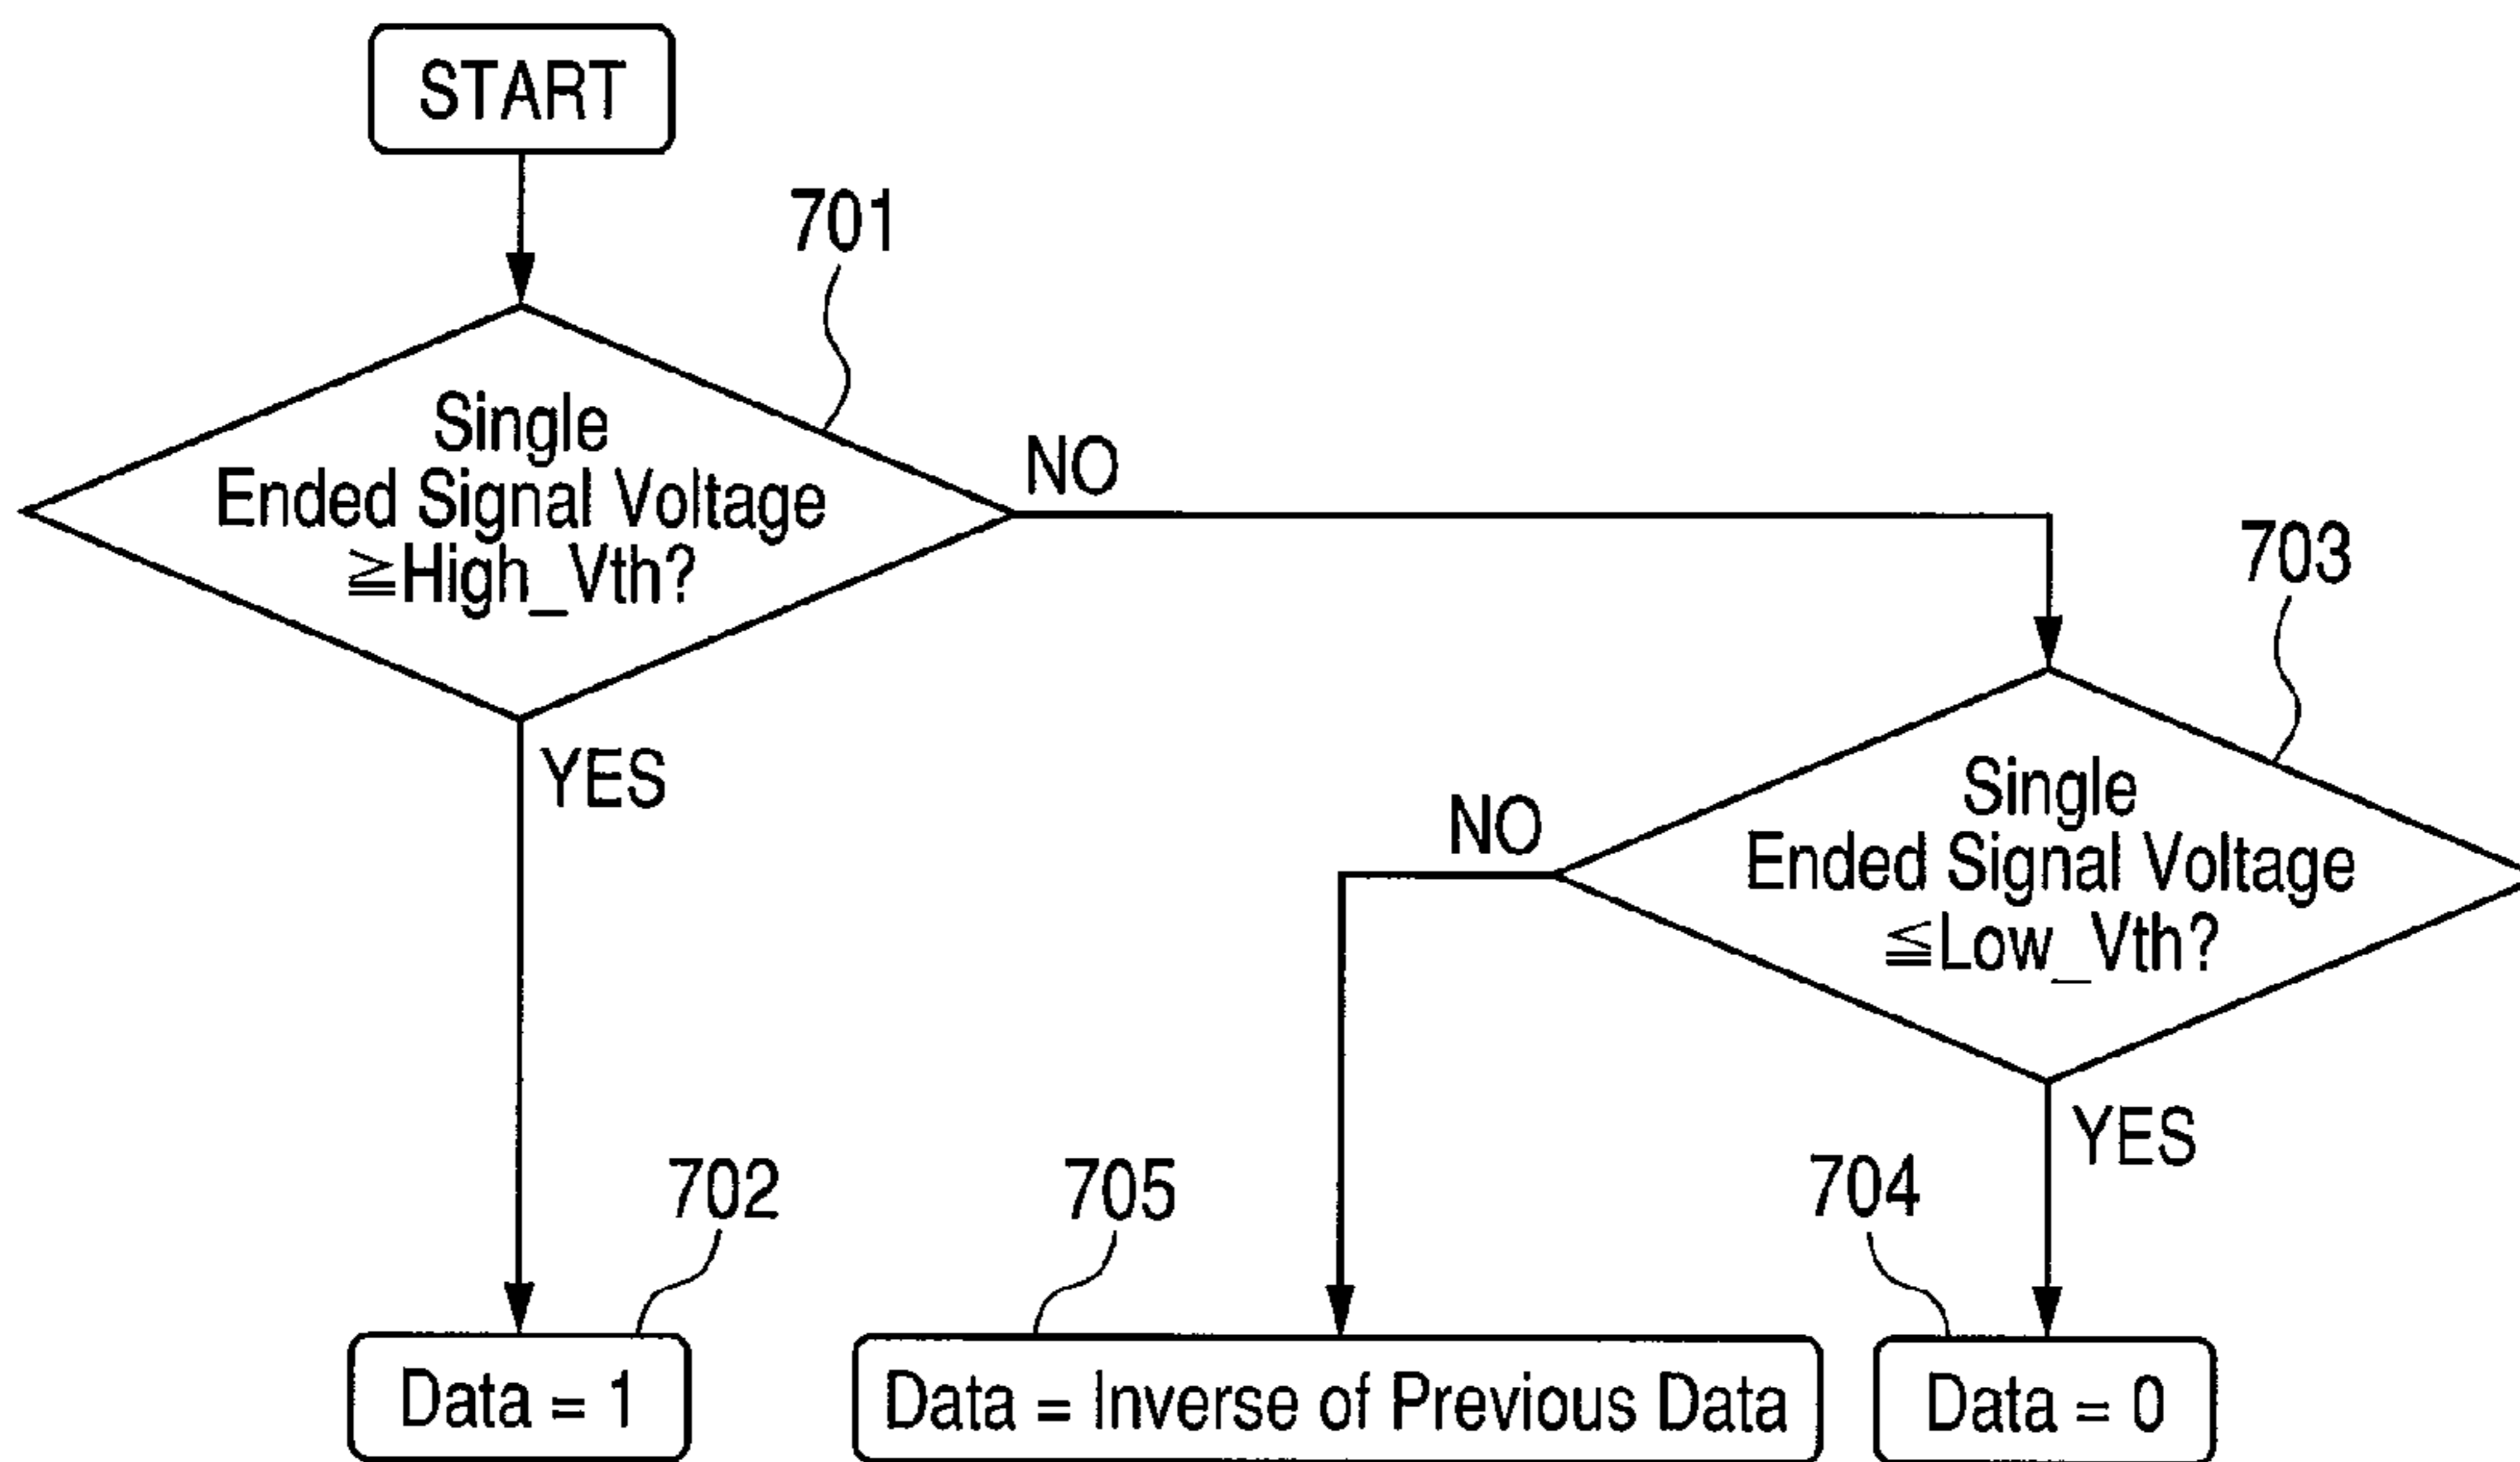 START
701
Single
Ended Signal Voltage
≧High_Vth?
NO
YES
703
Single
Ended Signal Voltage
≦Low_Vth?
NO
YES
702
705
704
Data = 1
Data = Inverse of Previous Data
Data = 0